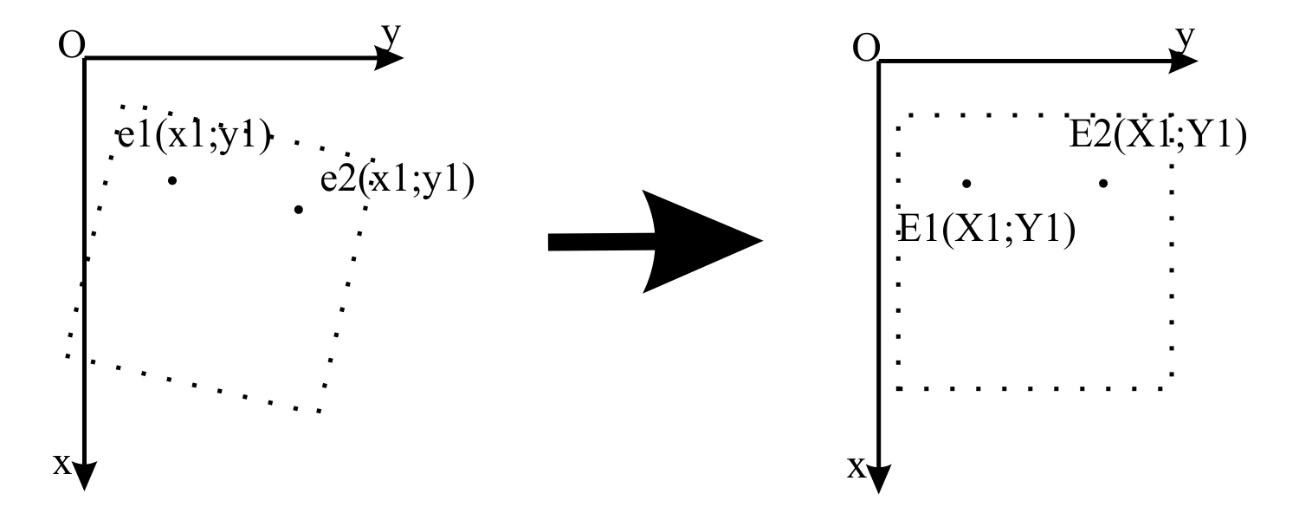 O
y
e1(x1;y1)
e2(x1;y1)
x
O
y
E2(X1;Y1)
E1(X1;Y1)
x